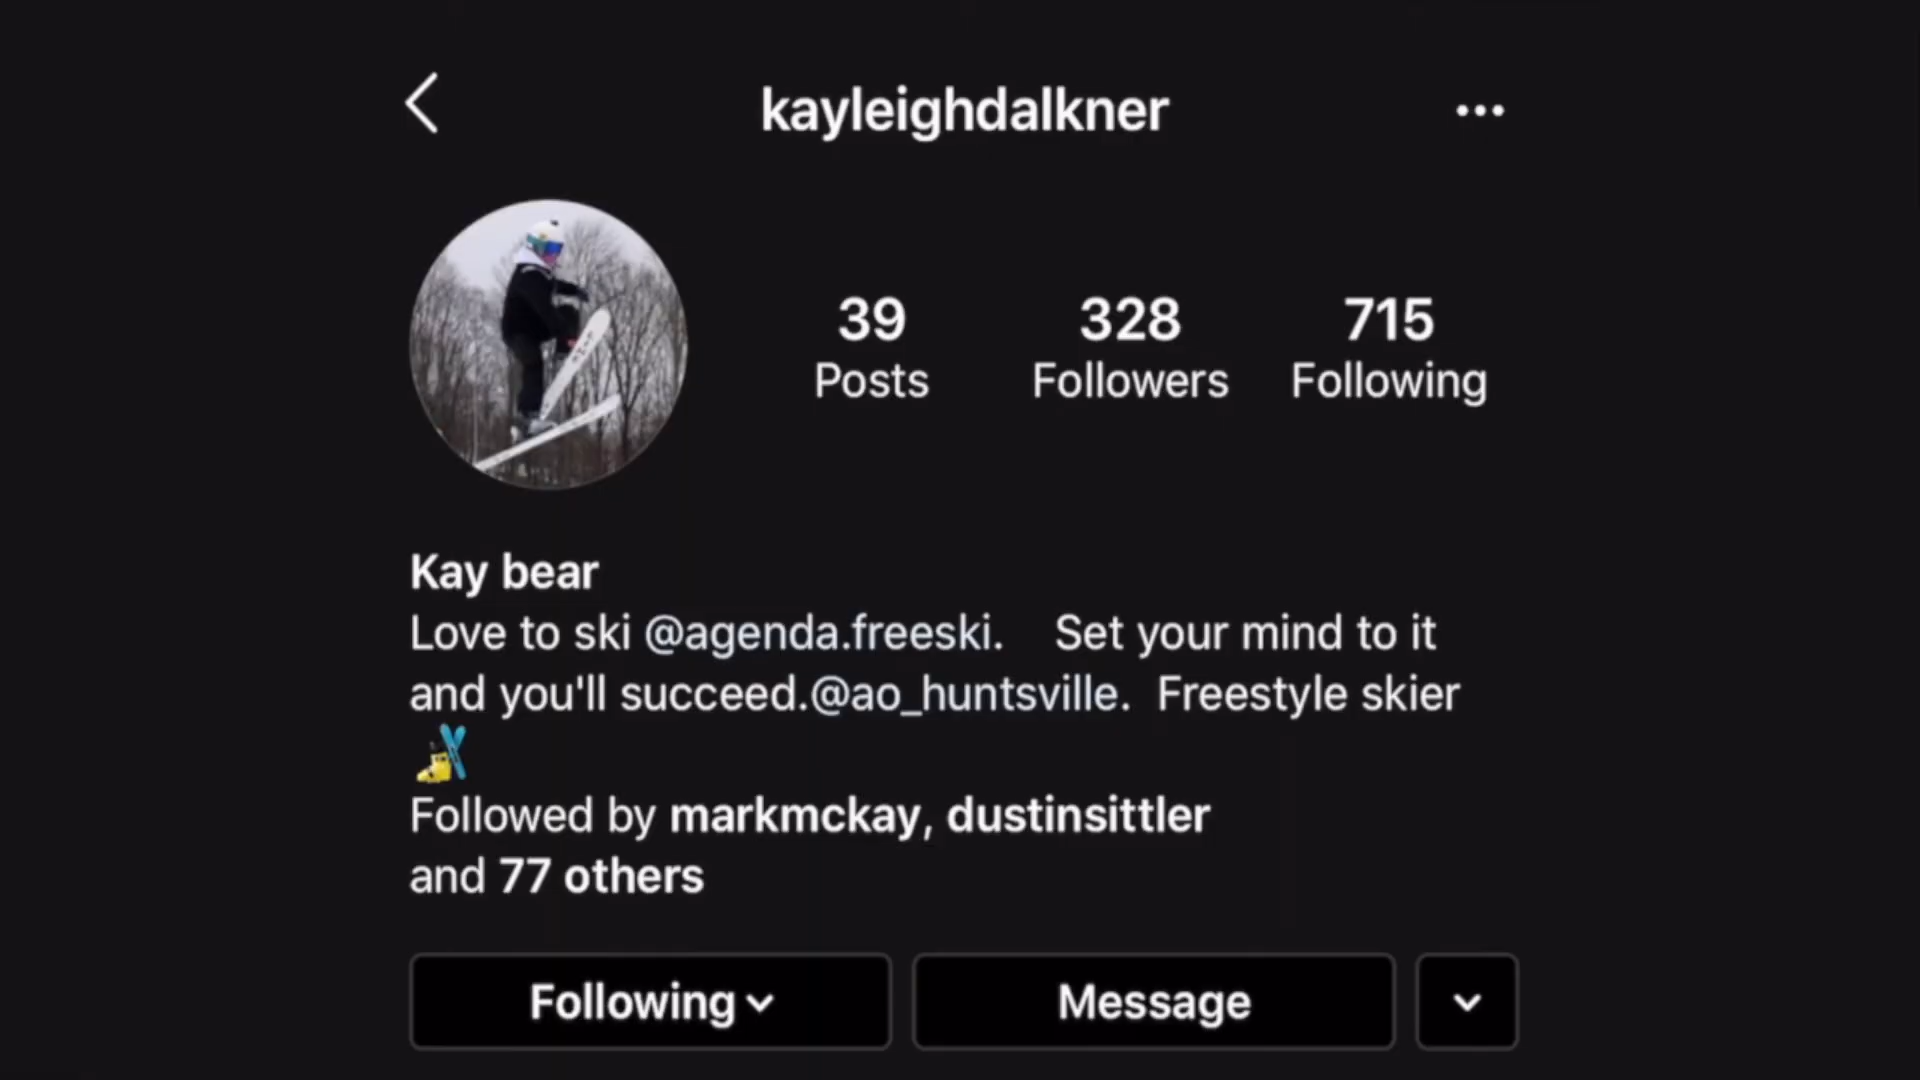 kayleighdalkner
39
Posts
328
Followers
715
Following
Kay bear
Love to ski @agenda.freeski. Set your mind to it
and you'll succeed.@ao_huntsville. Freestyle skier
Followed by markmckay, dustinsittler
and 77 others
Following
Message